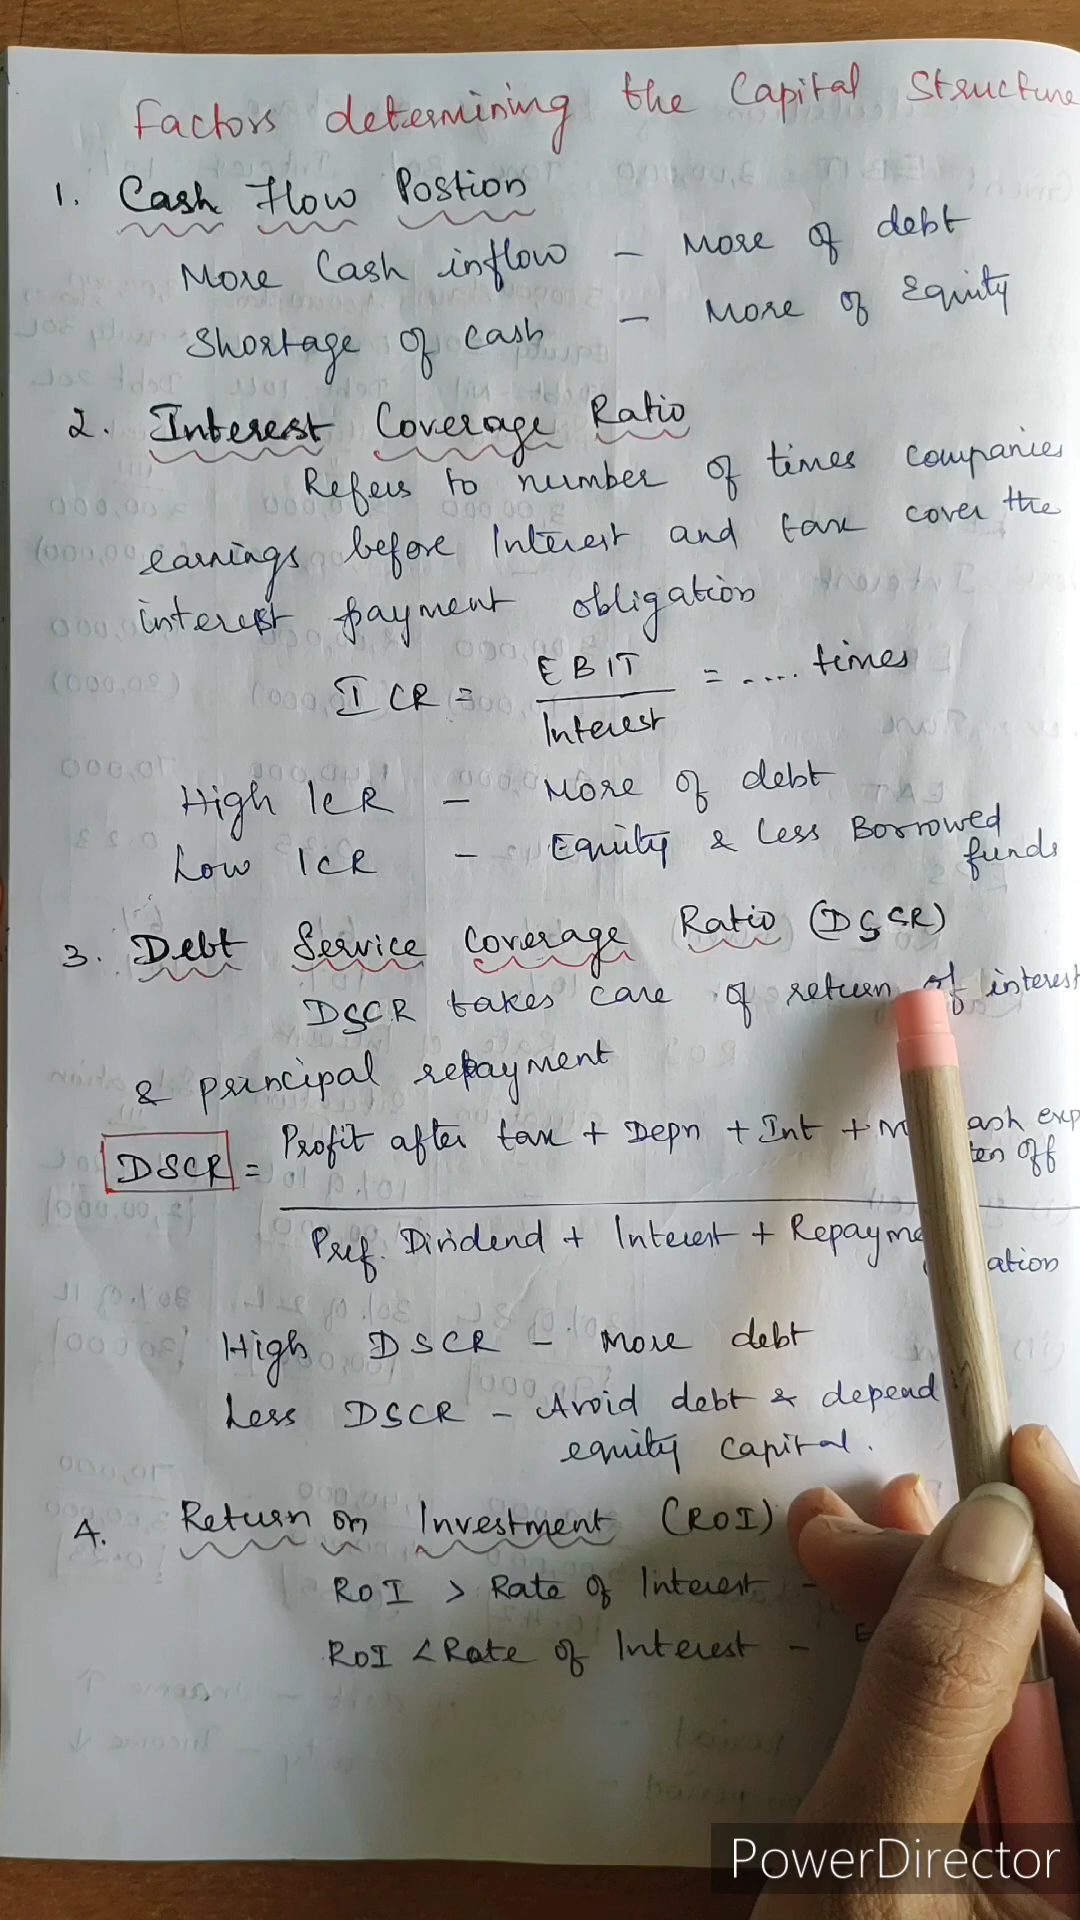 Factors determining the Capital Structure
1. Cash Flow Postion
More Cash inflow - More of debt
Shortage of cash - More of Equity
2. Interest Coverage Ratio
Refers to number of times companies
earnings before Interest and tax cover the
interest payment obligation
ICR = EBIT / Interest = .... times
High ICR - More of debt
Low ICR - Equity & Less Borrowed funds
3. Debt Service Coverage Ratio (DSCR)
DSCR takes care of return of interest
& principal repayment
DSCR = Profit after tax + Depn + Int + ash exp
ten off
Pref. Dividend + Interest + Repayme ation
High DSCR - More debt
Less DSCR - Avoid debt & depend
equity capital.
4. Return on Investment (ROI)
ROI > Rate of Interest -
ROI < Rate of Interest -
PowerDirector